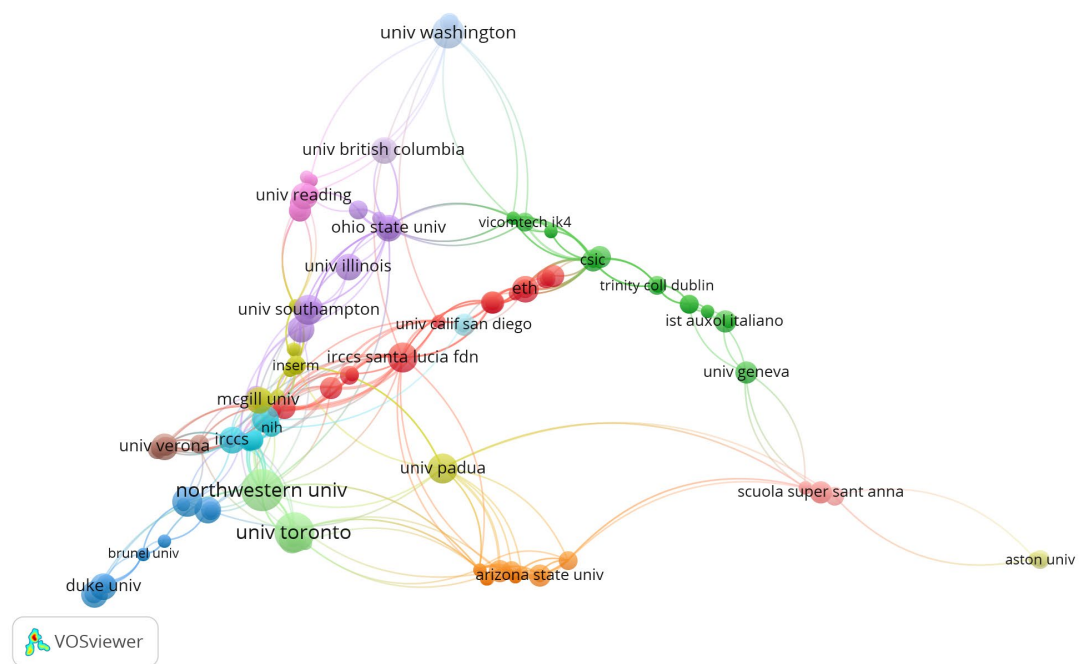 univ washington
univ british columbia
univ reading
vicomtech ik4
ohio state univ
csic
univ illinois
trinity coll dublin
eth
univ southampton
ist auxol italiano
univ calif san diego
irccs santa lucia fdn
inserm
univ geneva
mcgill univ
nih
irccs
univ verona
univ padua
northwestern univ
scuola super sant anna
univ toronto
brunel univ
aston univ
arizona state univ
duke univ
VOSviewer